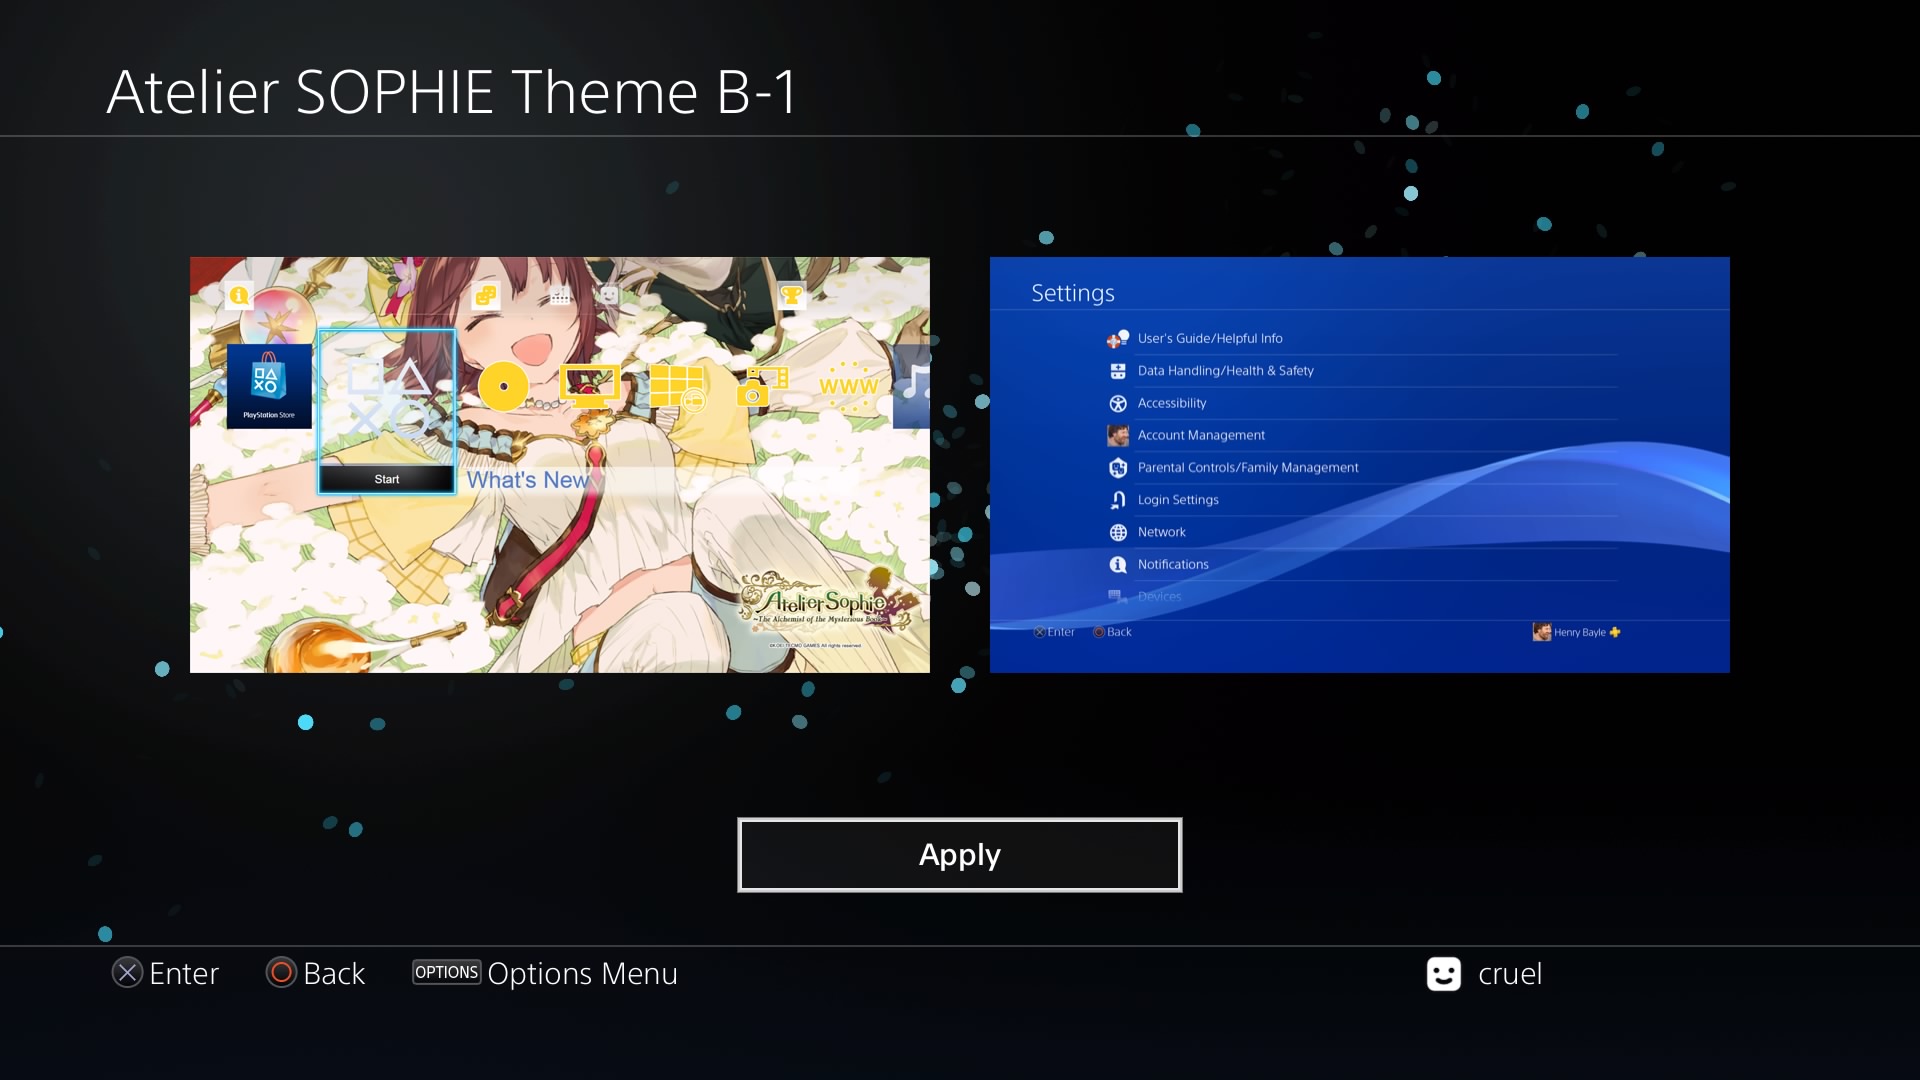 Atelier SOPHIE Theme B-1
PlayStation Store
Start
What's New
www
Atelier Sophie
~The Alchemist of the Mysterious Book~
Settings
User's Guide/Helpful Info
Data Handling/Health & Safety
Accessibility
Account Management
Parental Controls/Family Management
Login Settings
Network
Notifications
Devices
Enter
Back
Henry Bayle
Apply
Enter
Back
OPTIONS Options Menu
cruel